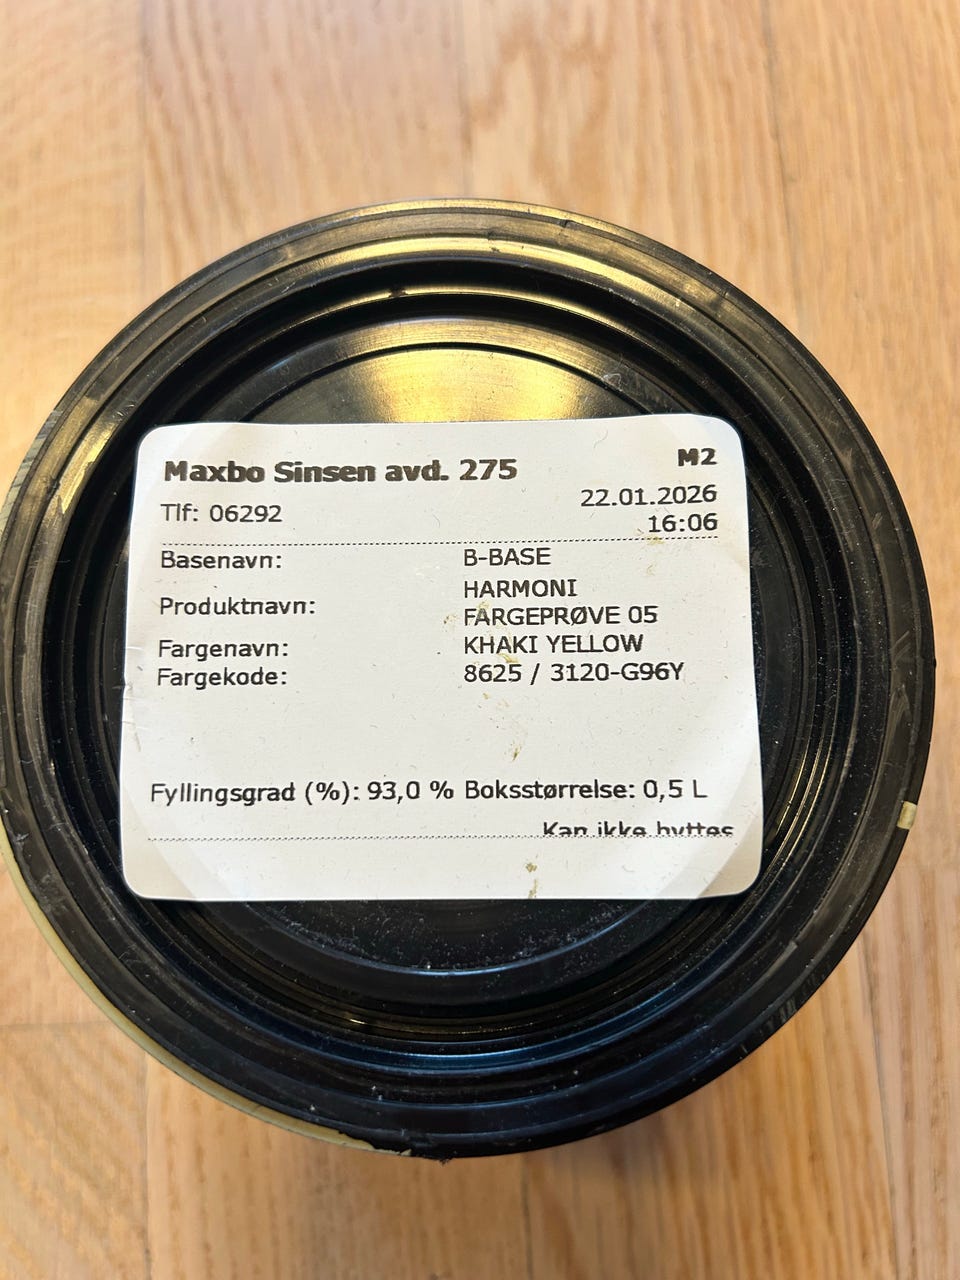 Maxbo Sinsen avd. 275 M2
Tlf: 06292 22.01.2026
16:06
Basenavn: B-BASE
Produktnavn: HARMONI
FARGEPRØVE 05
Fargenavn: KHAKI YELLOW
Fargekode: 8625 / 3120-G96Y
Fyllingsgrad (%): 93,0 % Boksstørrelse: 0,5 L
Kan ikke byttes